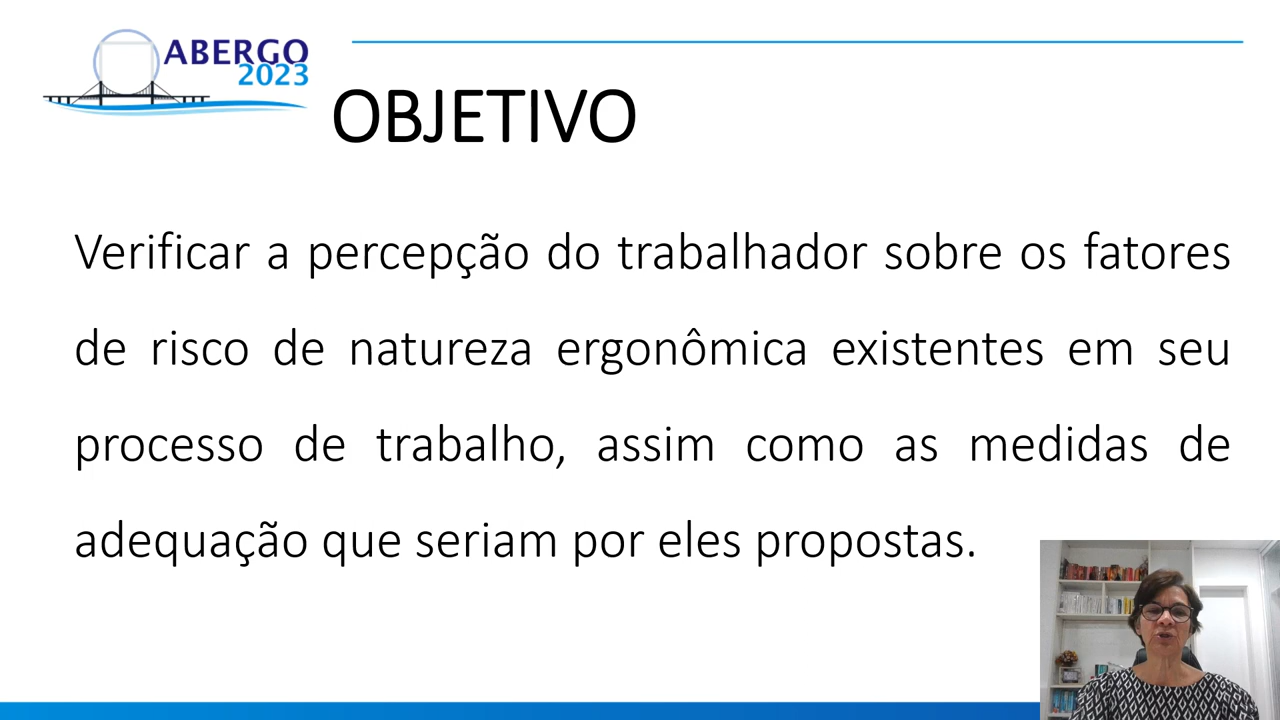 ABERGO
2023
OBJETIVO
Verificar a percepção do trabalhador sobre os fatores
de risco de natureza ergonômica existentes em seu
processo de trabalho, assim como as medidas de
adequação que seriam por eles propostas.